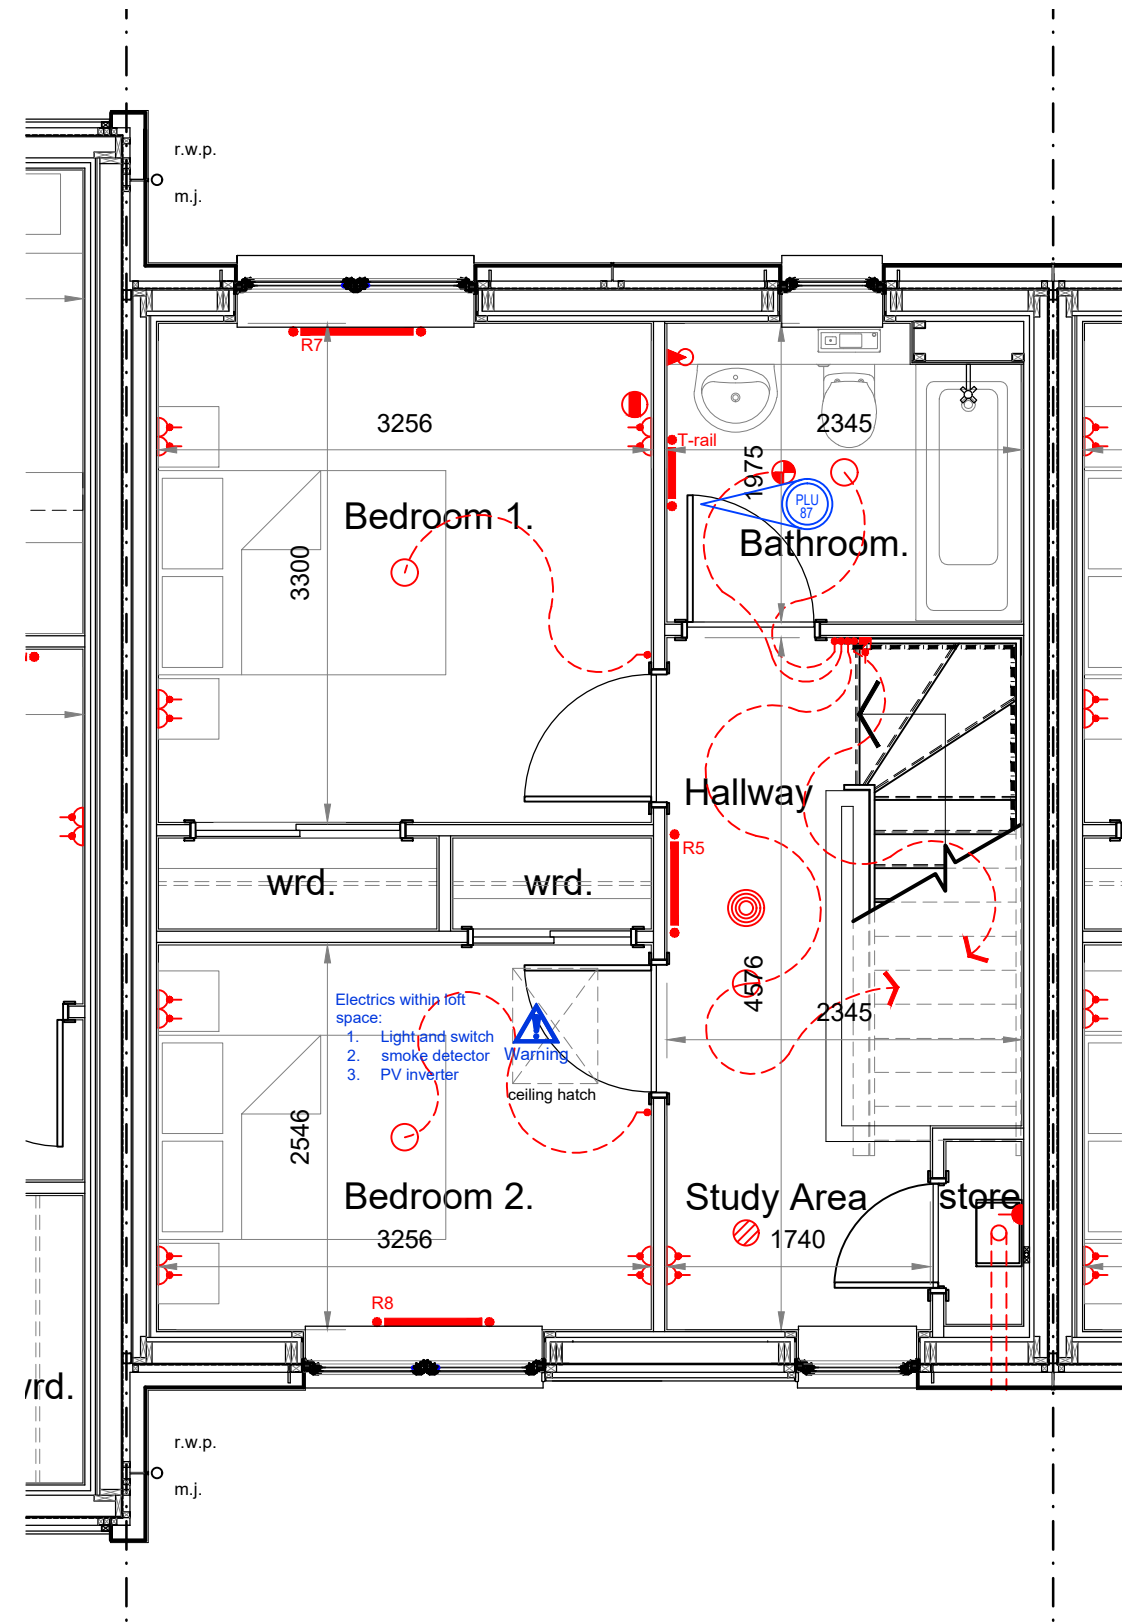 r.w.p.
m.j.
R7
3256
T-rail
2345
1975
PLU
87
Bedroom 1.
Bathroom.
3300
Hallway
R5
wrd.
wrd.
4576
2345
Electrics within loft
space:
1. Light and switch
2. smoke detector
3. PV inverter
Warning
ceiling hatch
2546
Bedroom 2.
Study Area
store
3256
1740
R8
wrd.
r.w.p.
m.j.